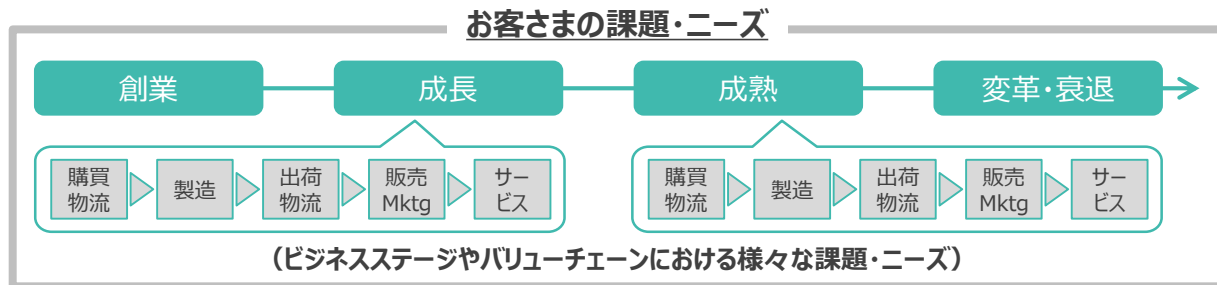 お客さまの課題・ニーズ
創業
成長
成熟
変革・衰退
購買
物流
製造
出荷
物流
販売
Mktg
サー
ビス
購買
物流
製造
出荷
物流
販売
Mktg
サー
ビス
（ビジネスステージやバリューチェーンにおける様々な課題・ニーズ）